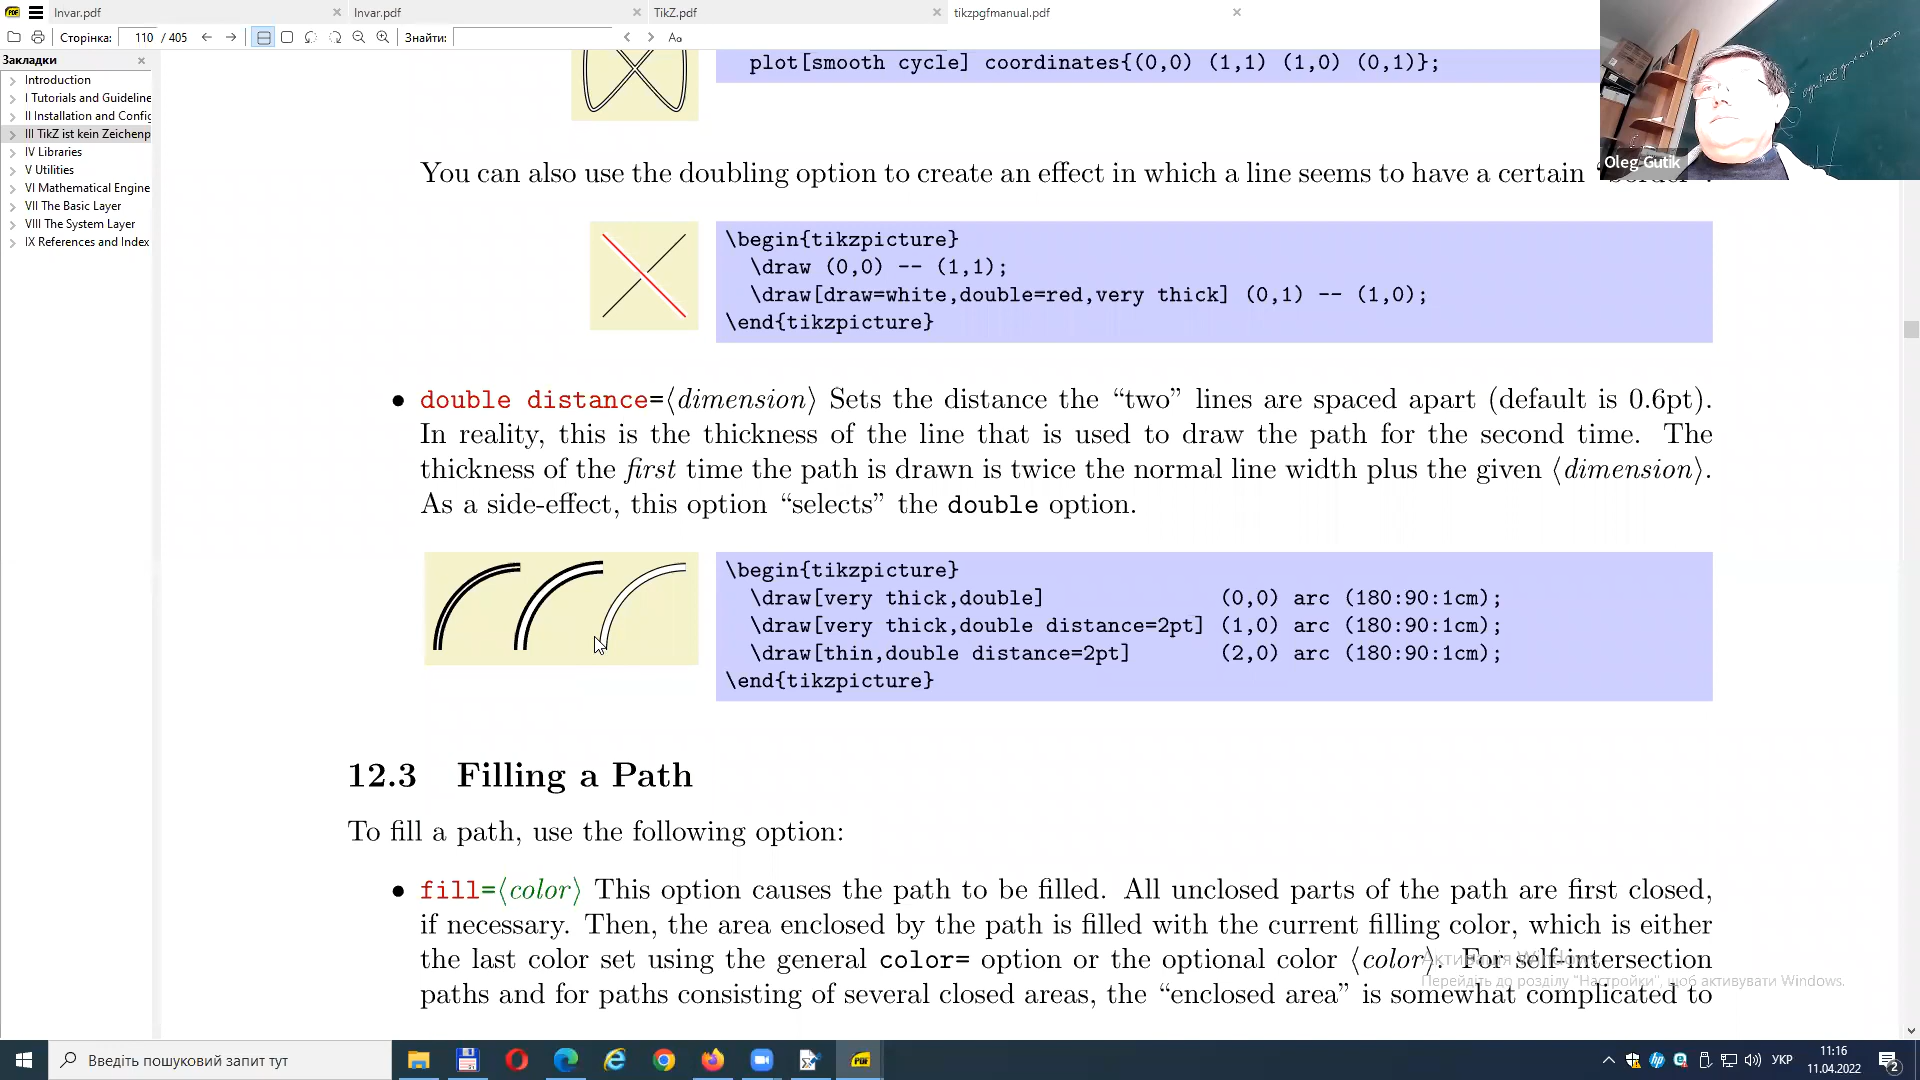 Invar.pdf
Invar.pdf
TikZ.pdf
tikzpgfmanual.pdf
Сторінка: 110 / 405
Знайти:
Закладки
Introduction
I Tutorials and Guideline
II Installation and Config
III TikZ ist kein Zeichenp
IV Libraries
V Utilities
VI Mathematical Engine
VII The Basic Layer
VIII The System Layer
IX References and Index
plot[smooth cycle] coordinates{(0,0) (1,1) (1,0) (0,1)};
Oleg Gutik
You can also use the doubling option to create an effect in which a line seems to have a certain “border”.
\begin{tikzpicture}
\draw (0,0) -- (1,1);
\draw[draw=white,double=red,very thick] (0,1) -- (1,0);
\end{tikzpicture}
• double distance=⟨dimension⟩ Sets the distance the “two” lines are spaced apart (default is 0.6pt).
In reality, this is the thickness of the line that is used to draw the path for the second time. The
thickness of the first time the path is drawn is twice the normal line width plus the given ⟨dimension⟩.
As a side-effect, this option “selects” the double option.
\begin{tikzpicture}
\draw[very thick,double] (0,0) arc (180:90:1cm);
\draw[very thick,double distance=2pt] (1,0) arc (180:90:1cm);
\draw[thin,double distance=2pt] (2,0) arc (180:90:1cm);
\end{tikzpicture}
12.3 Filling a Path
To fill a path, use the following option:
• fill=⟨color⟩ This option causes the path to be filled. All unclosed parts of the path are first closed,
if necessary. Then, the area enclosed by the path is filled with the current filling color, which is either
the last color set using the general color= option or the optional color ⟨color⟩. For self-intersection
paths and for paths consisting of several closed areas, the “enclosed area” is somewhat complicated to
Активація Windows
Перейдіть до розділу "Настройки", щоб активувати Windows.
Введіть пошуковий запит тут
УКР
11:16
11.04.2022
2